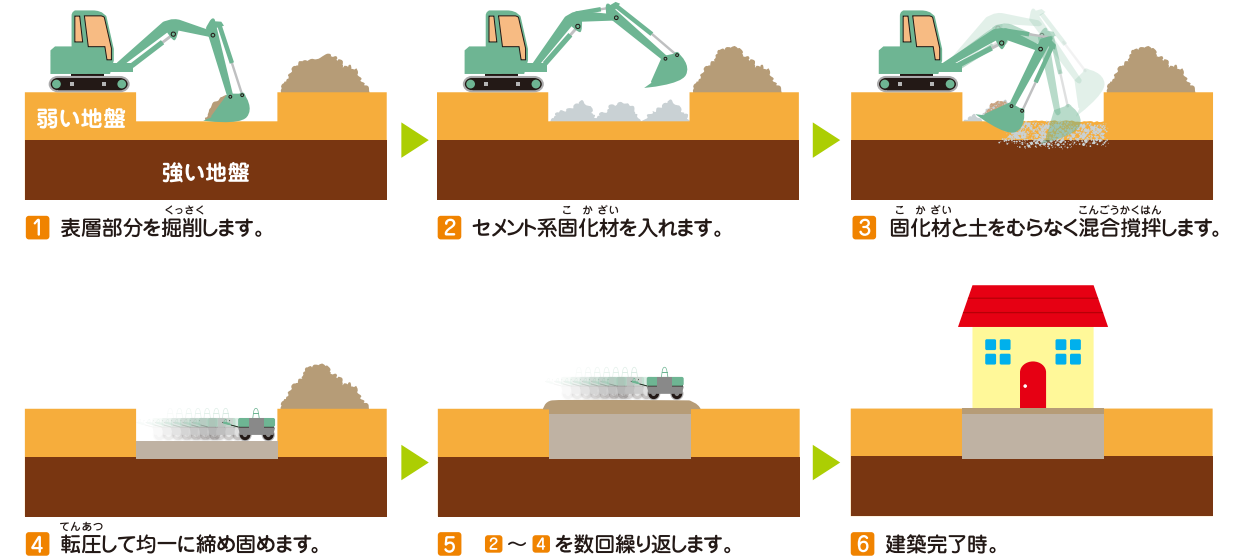 弱い地盤
強い地盤
くっさく
1 表層部分を掘削します。
こかざい
2 セメント系固化材を入れます。
こかざい こんごうかくはん
3 固化材と土をむらなく混合撹拌します。
てんあつ
4 転圧して均一に締め固めます。
5 2～4を数回繰り返します。
6 建築完了時。